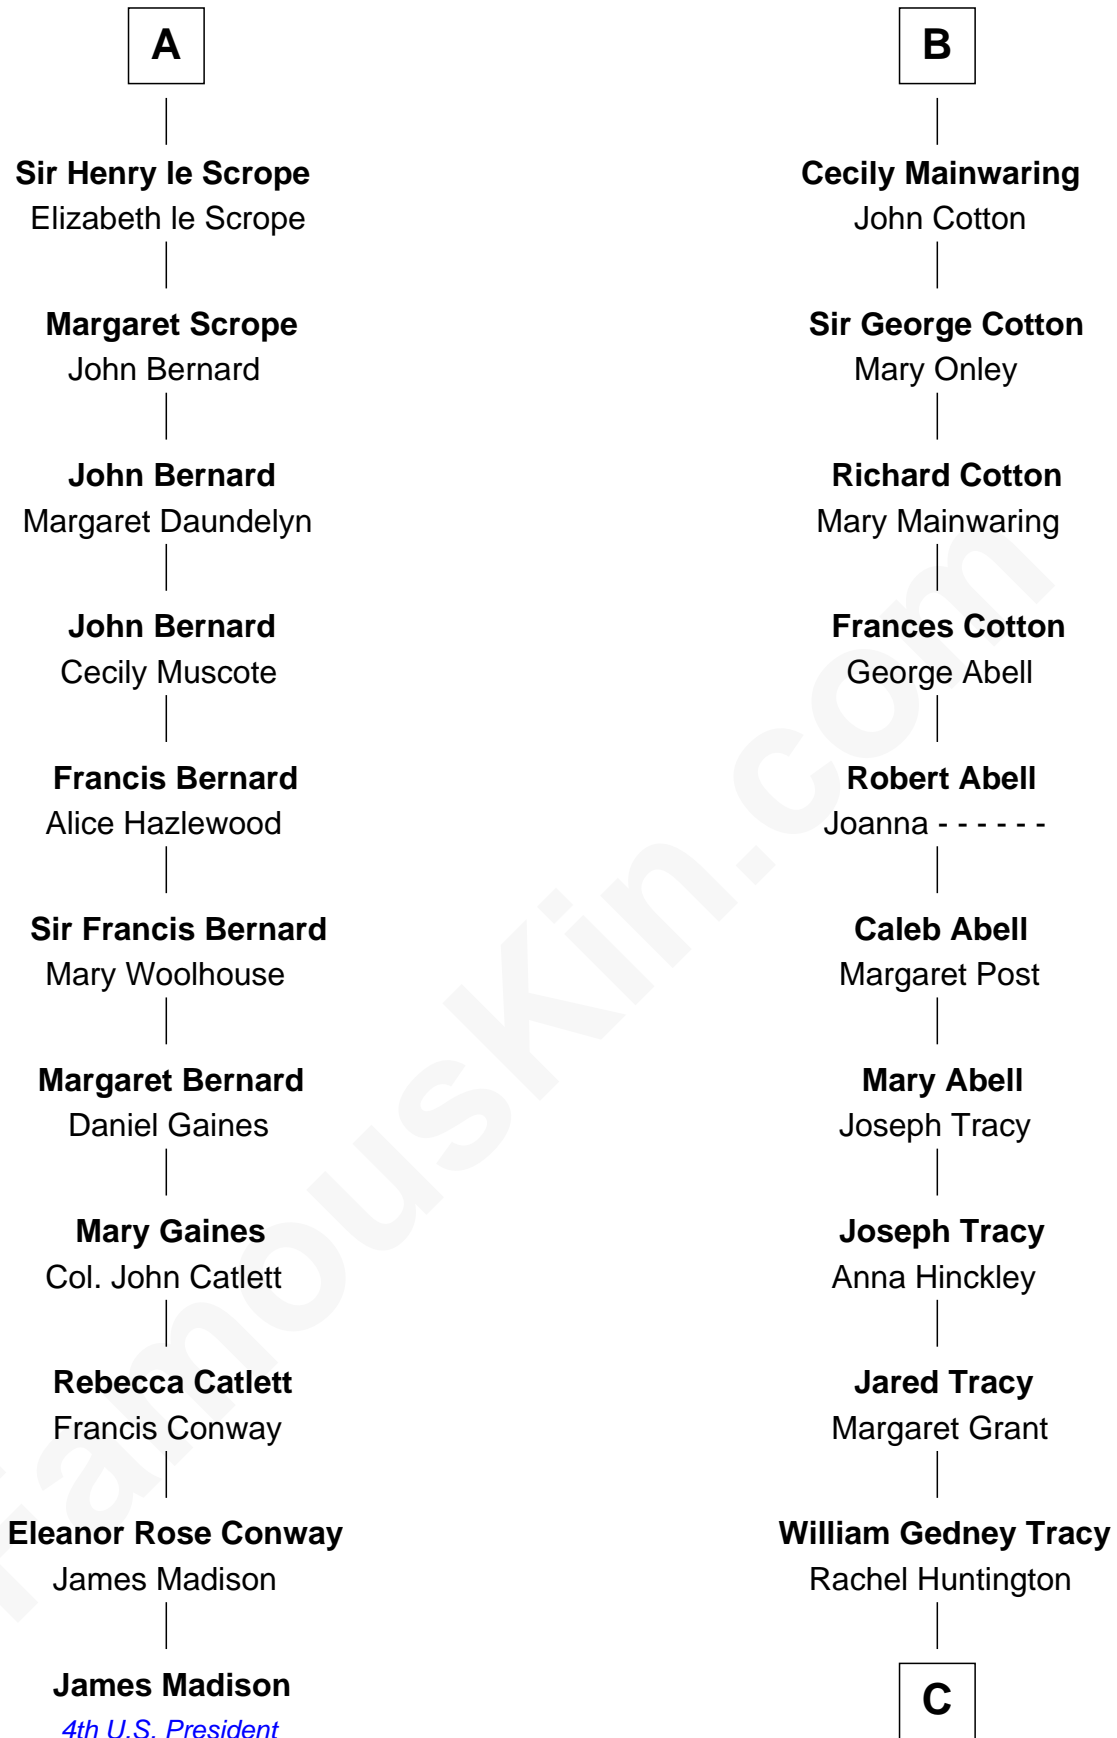 A
Sir Henry le Scrope
Elizabeth le Scrope
Margaret Scrope
John Bernard
John Bernard
Margaret Daundelyn
John Bernard
Cecily Muscote
Francis Bernard
Alice Hazlewood
Sir Francis Bernard
Mary Woolhouse
Margaret Bernard
Daniel Gaines
Mary Gaines
Col. John Catlett
Rebecca Catlett
Francis Conway
Eleanor Rose Conway
James Madison
James Madison
4th U.S. President
B
Cecily Mainwaring
John Cotton
Sir George Cotton
Mary Onley
Richard Cotton
Mary Mainwaring
Frances Cotton
George Abell
Robert Abell
Joanna - - - - - -
Caleb Abell
Margaret Post
Mary Abell
Joseph Tracy
Joseph Tracy
Anna Hinckley
Jared Tracy
Margaret Grant
William Gedney Tracy
Rachel Huntington
C
FamousKin.com